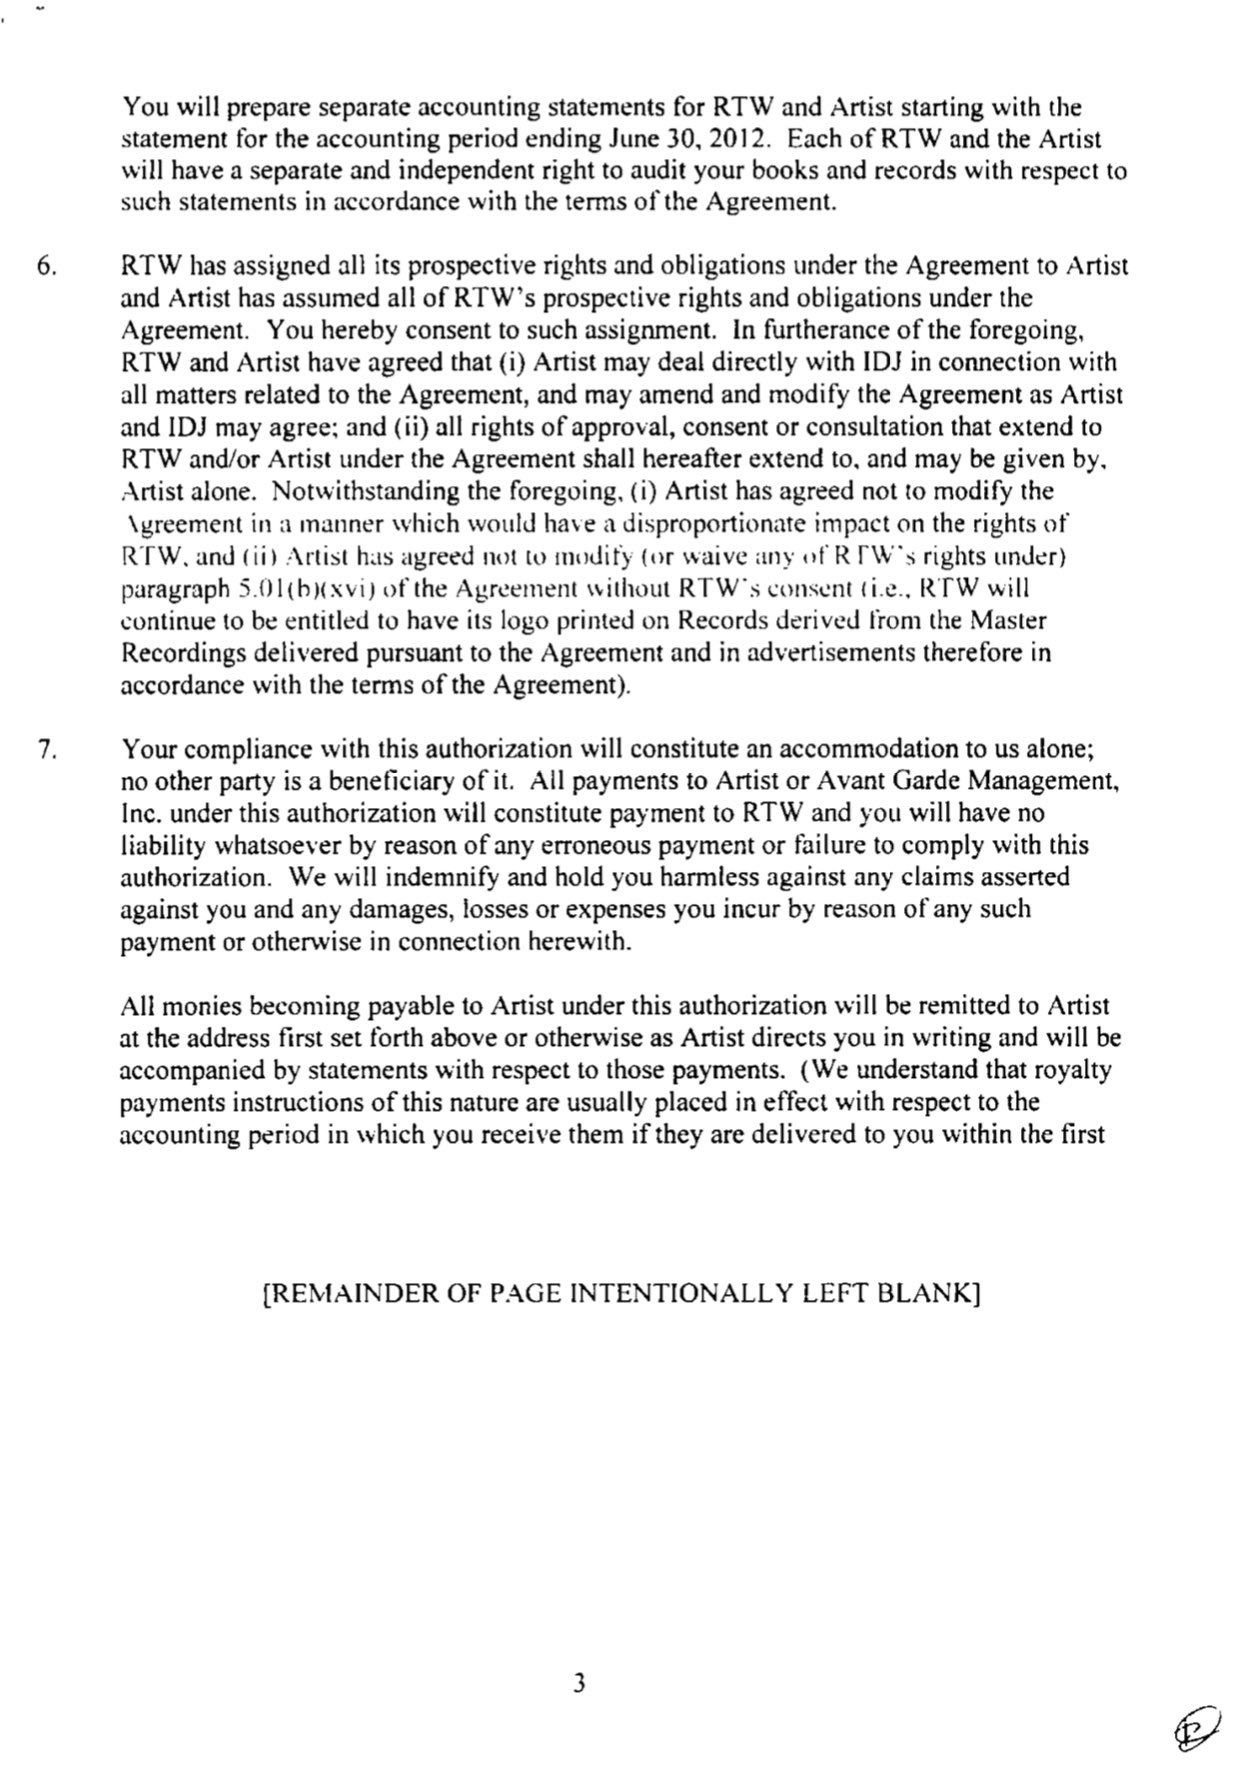 You will prepare separate accounting statements for RTW and Artist starting with the
statement for the accounting period ending June 30, 2012. Each of RTW and the Artist
will have a separate and independent right to audit your books and records with respect to
such statements in accordance with the terms of the Agreement.
6. RTW has assigned all its prospective rights and obligations under the Agreement to Artist
and Artist has assumed all of RTW's prospective rights and obligations under the
Agreement. You hereby consent to such assignment. In furtherance of the foregoing,
RTW and Artist have agreed that (i) Artist may deal directly with IDJ in connection with
all matters related to the Agreement, and may amend and modify the Agreement as Artist
and IDJ may agree; and (ii) all rights of approval, consent or consultation that extend to
RTW and/or Artist under the Agreement shall hereafter extend to, and may be given by,
Artist alone. Notwithstanding the foregoing, (i) Artist has agreed not to modify the
Agreement in a manner which would have a disproportionate impact on the rights of
RTW, and (ii) Artist has agreed not to modify (or waive any of RTW's rights under)
paragraph 5.01(b)(xvi) of the Agreement without RTW's consent (i.e., RTW will
continue to be entitled to have its logo printed on Records derived from the Master
Recordings delivered pursuant to the Agreement and in advertisements therefore in
accordance with the terms of the Agreement).
7. Your compliance with this authorization will constitute an accommodation to us alone;
no other party is a beneficiary of it. All payments to Artist or Avant Garde Management,
Inc. under this authorization will constitute payment to RTW and you will have no
liability whatsoever by reason of any erroneous payment or failure to comply with this
authorization. We will indemnify and hold you harmless against any claims asserted
against you and any damages, losses or expenses you incur by reason of any such
payment or otherwise in connection herewith.
All monies becoming payable to Artist under this authorization will be remitted to Artist
at the address first set forth above or otherwise as Artist directs you in writing and will be
accompanied by statements with respect to those payments. (We understand that royalty
payments instructions of this nature are usually placed in effect with respect to the
accounting period in which you receive them if they are delivered to you within the first
[REMAINDER OF PAGE INTENTIONALLY LEFT BLANK]
3